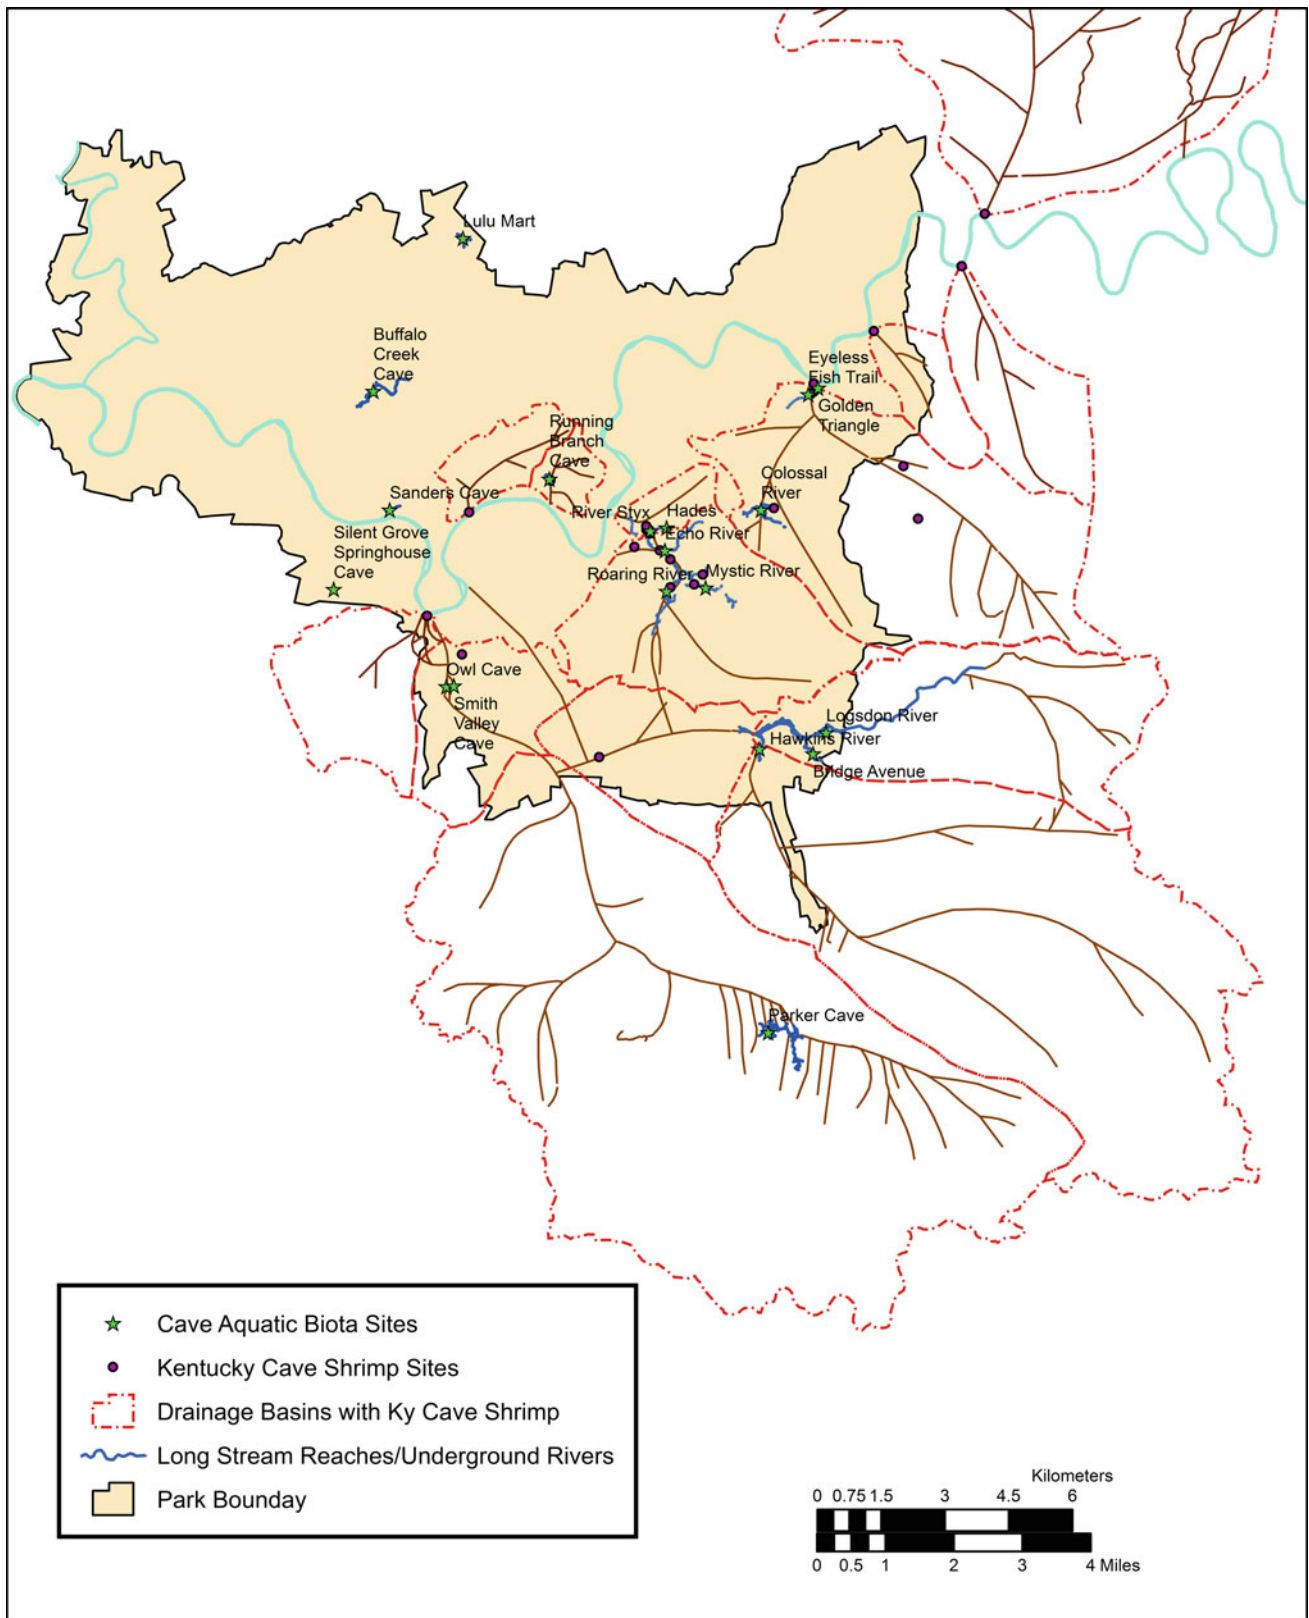 Lulu Mart
Buffalo
Creek
Cave
Eyeless
Fish Trail
Golden
Triangle
Running
Branch
Cave
Colossal
River
Sanders Cave
River Styx
Hades
Echo River
Silent Grove
Springhouse
Cave
Roaring River
Mystic River
Owl Cave
Smith
Valley
Cave
Logsdon River
Hawkins River
Bridge Avenue
Parker Cave
Cave Aquatic Biota Sites
Kentucky Cave Shrimp Sites
Drainage Basins with Ky Cave Shrimp
Long Stream Reaches/Underground Rivers
Park Bounday
Kilometers
0 0.75 1.5 3 4.5 6
0 0.5 1 2 3 4 Miles